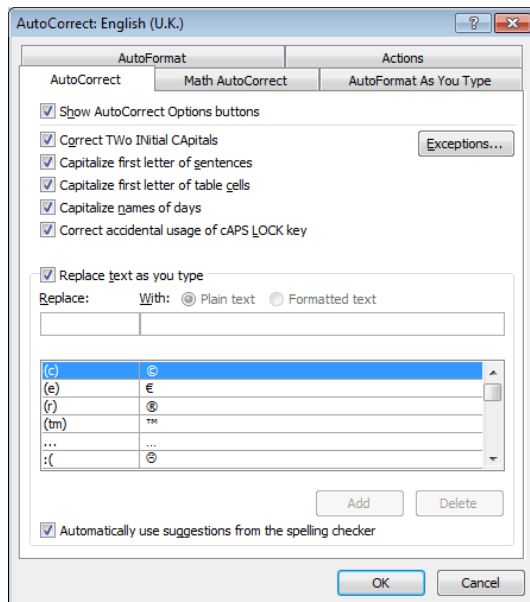 AutoCorrect: English (U.K.)
AutoFormat Actions
AutoCorrect Math AutoCorrect AutoFormat As You Type
Show AutoCorrect Options buttons
Correct TWo INitial CApitals
Exceptions...
Capitalize first letter of sentences
Capitalize first letter of table cells
Capitalize names of days
Correct accidental usage of cAPS LOCK key
Replace text as you type
Replace: With: Plain text Formatted text
(c) ©
(e) €
(r) ®
(tm) ™
... ...
:( ☹
Add Delete
Automatically use suggestions from the spelling checker
OK Cancel